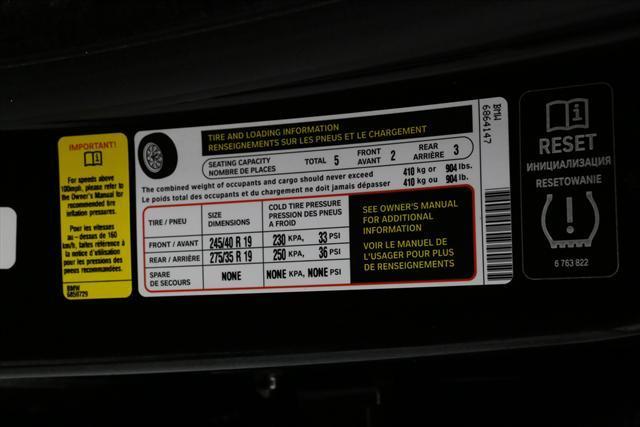 IMPORTANT!
For speeds above
100mph, please refer to
the Owner's Manual for
recommended tire
inflation pressures.
Pour les vitesses
au - dessus de 160
km/h, faites référence à
la notice d'utilisation
pour les pressions des
pneus recommandées.
BMW
6859729
TIRE AND LOADING INFORMATION
RENSEIGNEMENTS SUR LES PNEUS ET LE CHARGEMENT
SEATING CAPACITY
NOMBRE DE PLACES
TOTAL 5
FRONT
AVANT 2
REAR
ARRIÈRE 3
The combined weight of occupants and cargo should never exceed 410 kg or 904 lbs.
Le poids total des occupants et du chargement ne doit jamais dépasser 410 kg ou 904 lb.
TIRE / PNEU
SIZE
DIMENSIONS
COLD TIRE PRESSURE
PRESSION DES PNEUS
A FROID
FRONT / AVANT 245/40 R 19 230 KPA, 33 PSI
REAR / ARRIÈRE 275/35 R 19 250 KPA, 36 PSI
SPARE
DE SECOURS
NONE NONE KPA, NONE PSI
SEE OWNER'S MANUAL
FOR ADDITIONAL
INFORMATION
VOIR LE MANUEL DE
L'USAGER POUR PLUS
DE RENSEIGNEMENTS
BMW
6864147
RESET
ИНИЦИАЛИЗАЦИЯ
RESETOWANIE
6 763 822